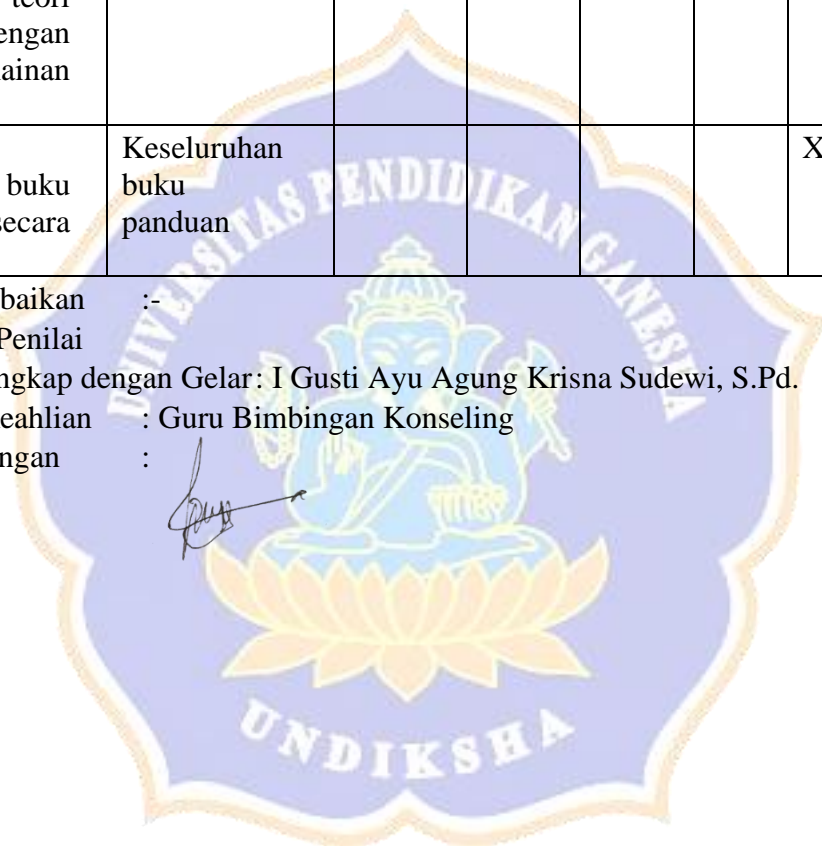 teori
engan
ainan
buku
secara
Keseluruhan
buku
panduan
X
baikan :-
Penilai
ngkap dengan Gelar: I Gusti Ayu Agung Krisna Sudewi, S.Pd.
eahlian : Guru Bimbingan Konseling
ngan :
UNIVERSITAS PENDIDIKAN GANESHA
UNDIKSHA